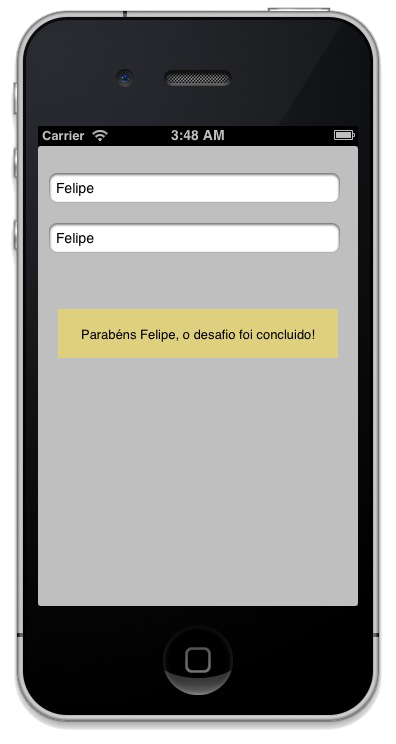 Carrier 3:48 AM
Felipe
Felipe
Parabéns Felipe, o desafio foi concluido!